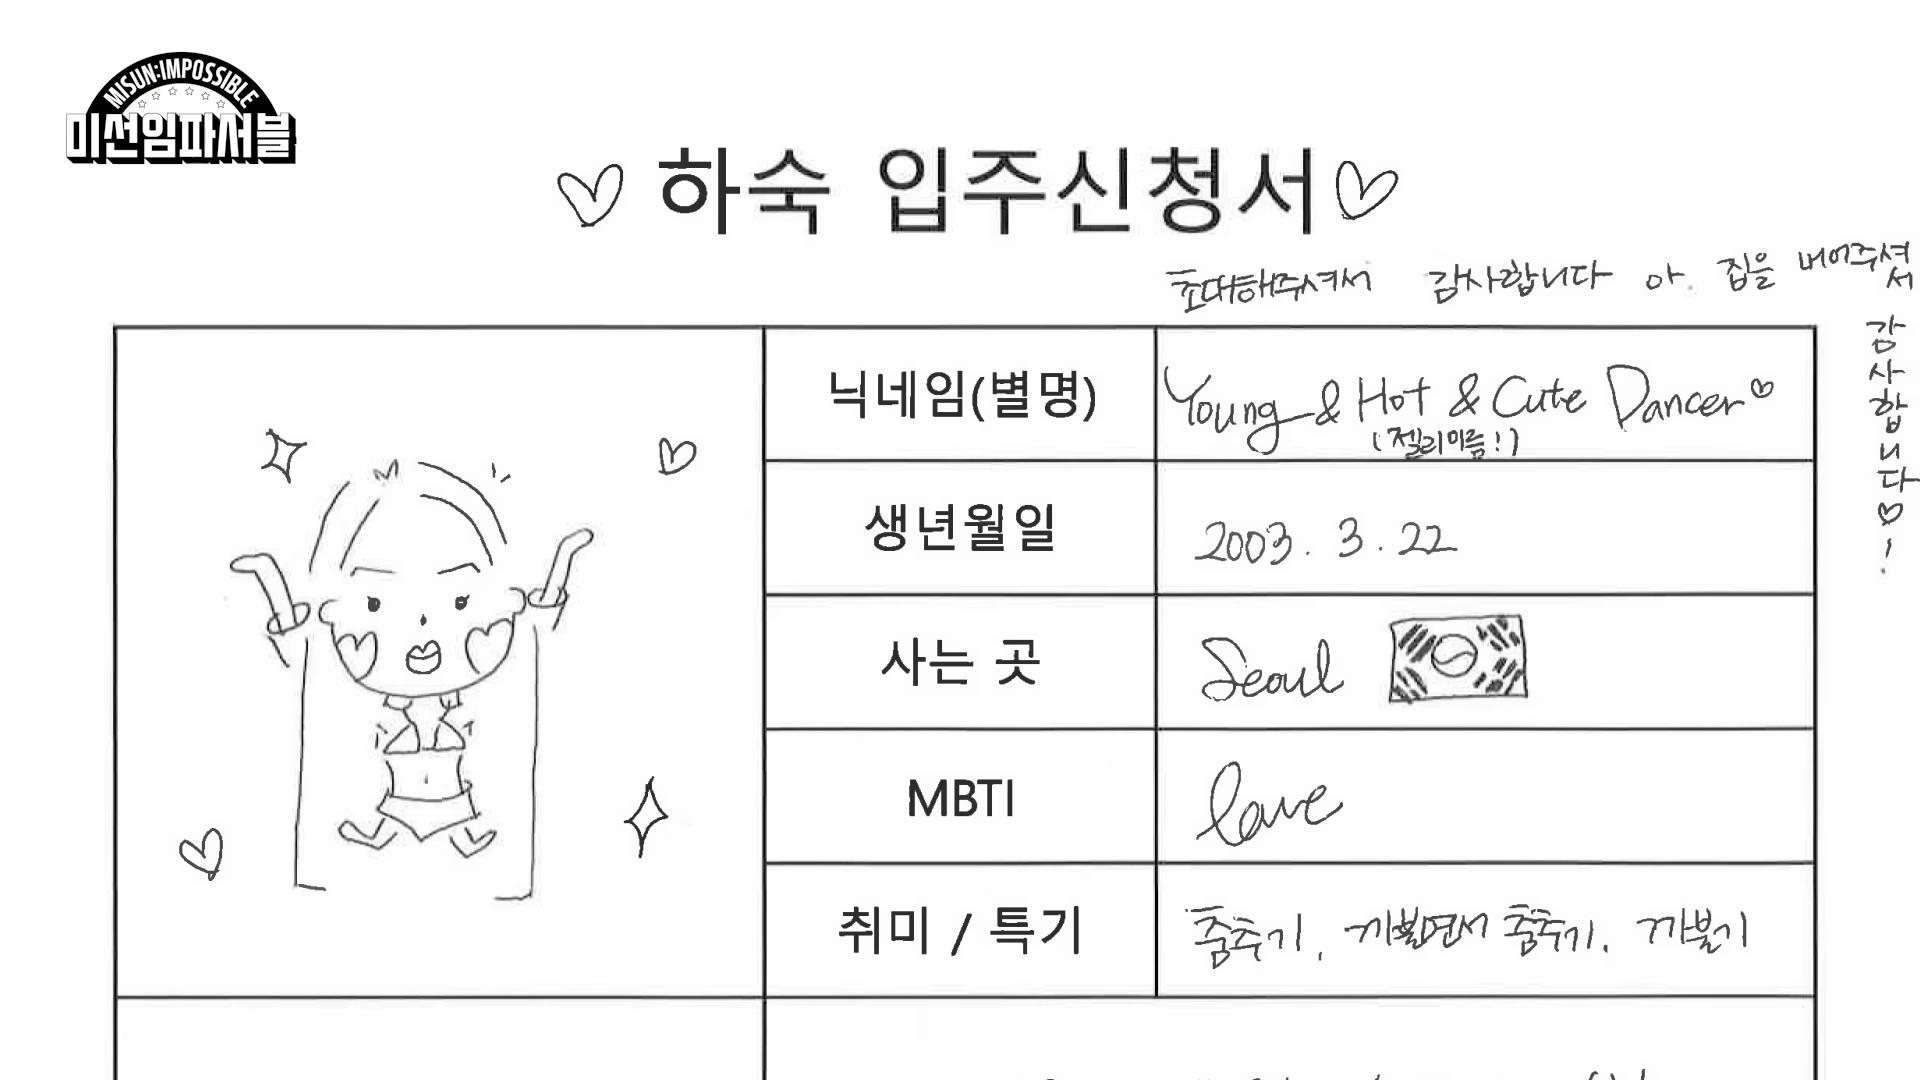 MISUN:IMPOSSIBLE
미선임파서블
하숙 입주신청서
초대해주셔서 감사합니다 아. 집을 내어주셔서
감사합니다♡!
닉네임(별명)
Young & Hot & Cute Dancer♡
(젤리이름!)
생년월일
2003. 3. 22
사는 곳
Seoul
MBTI
love
취미 / 특기
춤추기, 까불면서 춤추기, 까불기